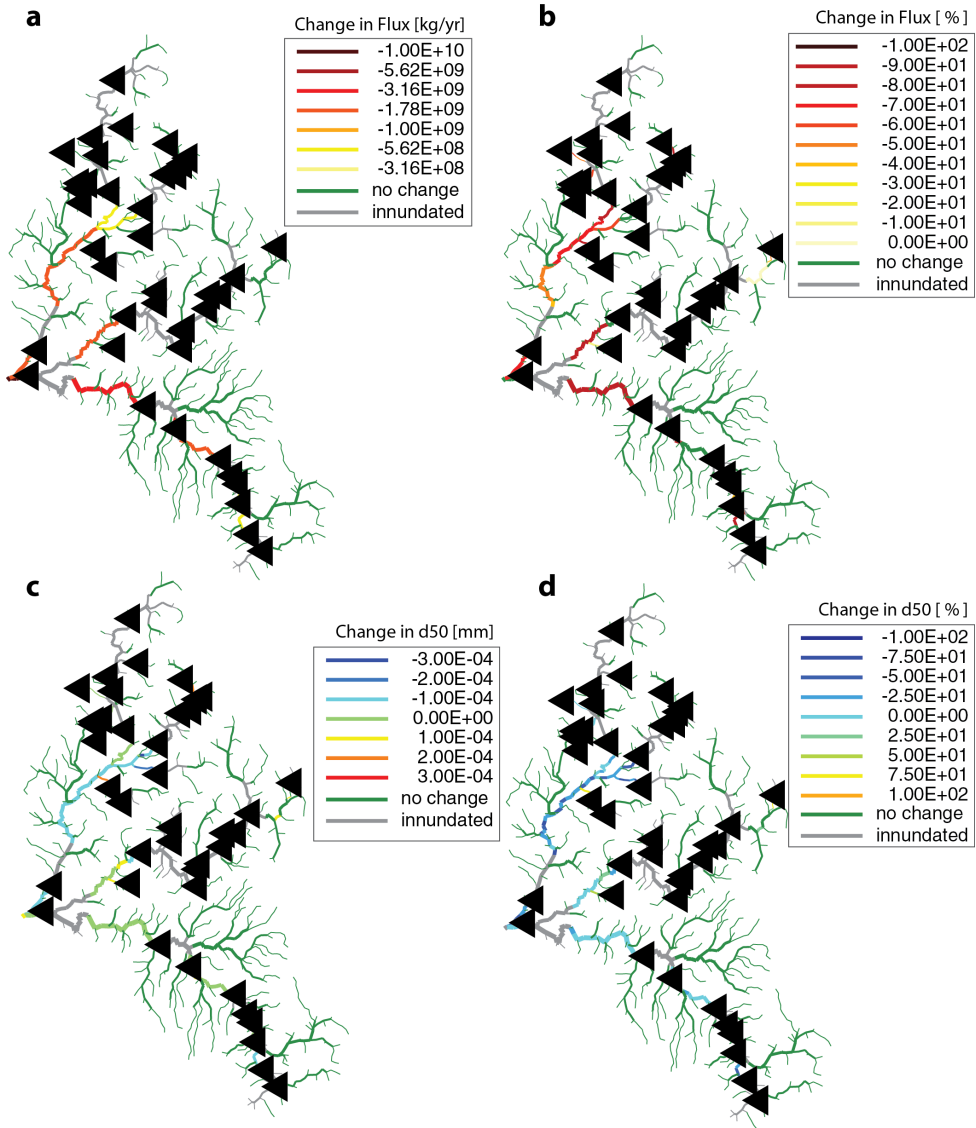 a
Change in Flux [kg/yr]
-1.00E+10
-5.62E+09
-3.16E+09
-1.78E+09
-1.00E+09
-5.62E+08
-3.16E+08
no change
innundated
b
Change in Flux [ % ]
-1.00E+02
-9.00E+01
-8.00E+01
-7.00E+01
-6.00E+01
-5.00E+01
-4.00E+01
-3.00E+01
-2.00E+01
-1.00E+01
0.00E+00
no change
innundated
c
Change in d50 [mm]
-3.00E-04
-2.00E-04
-1.00E-04
0.00E+00
1.00E-04
2.00E-04
3.00E-04
no change
innundated
d
Change in d50 [ % ]
-1.00E+02
-7.50E+01
-5.00E+01
-2.50E+01
0.00E+00
2.50E+01
5.00E+01
7.50E+01
1.00E+02
no change
innundated